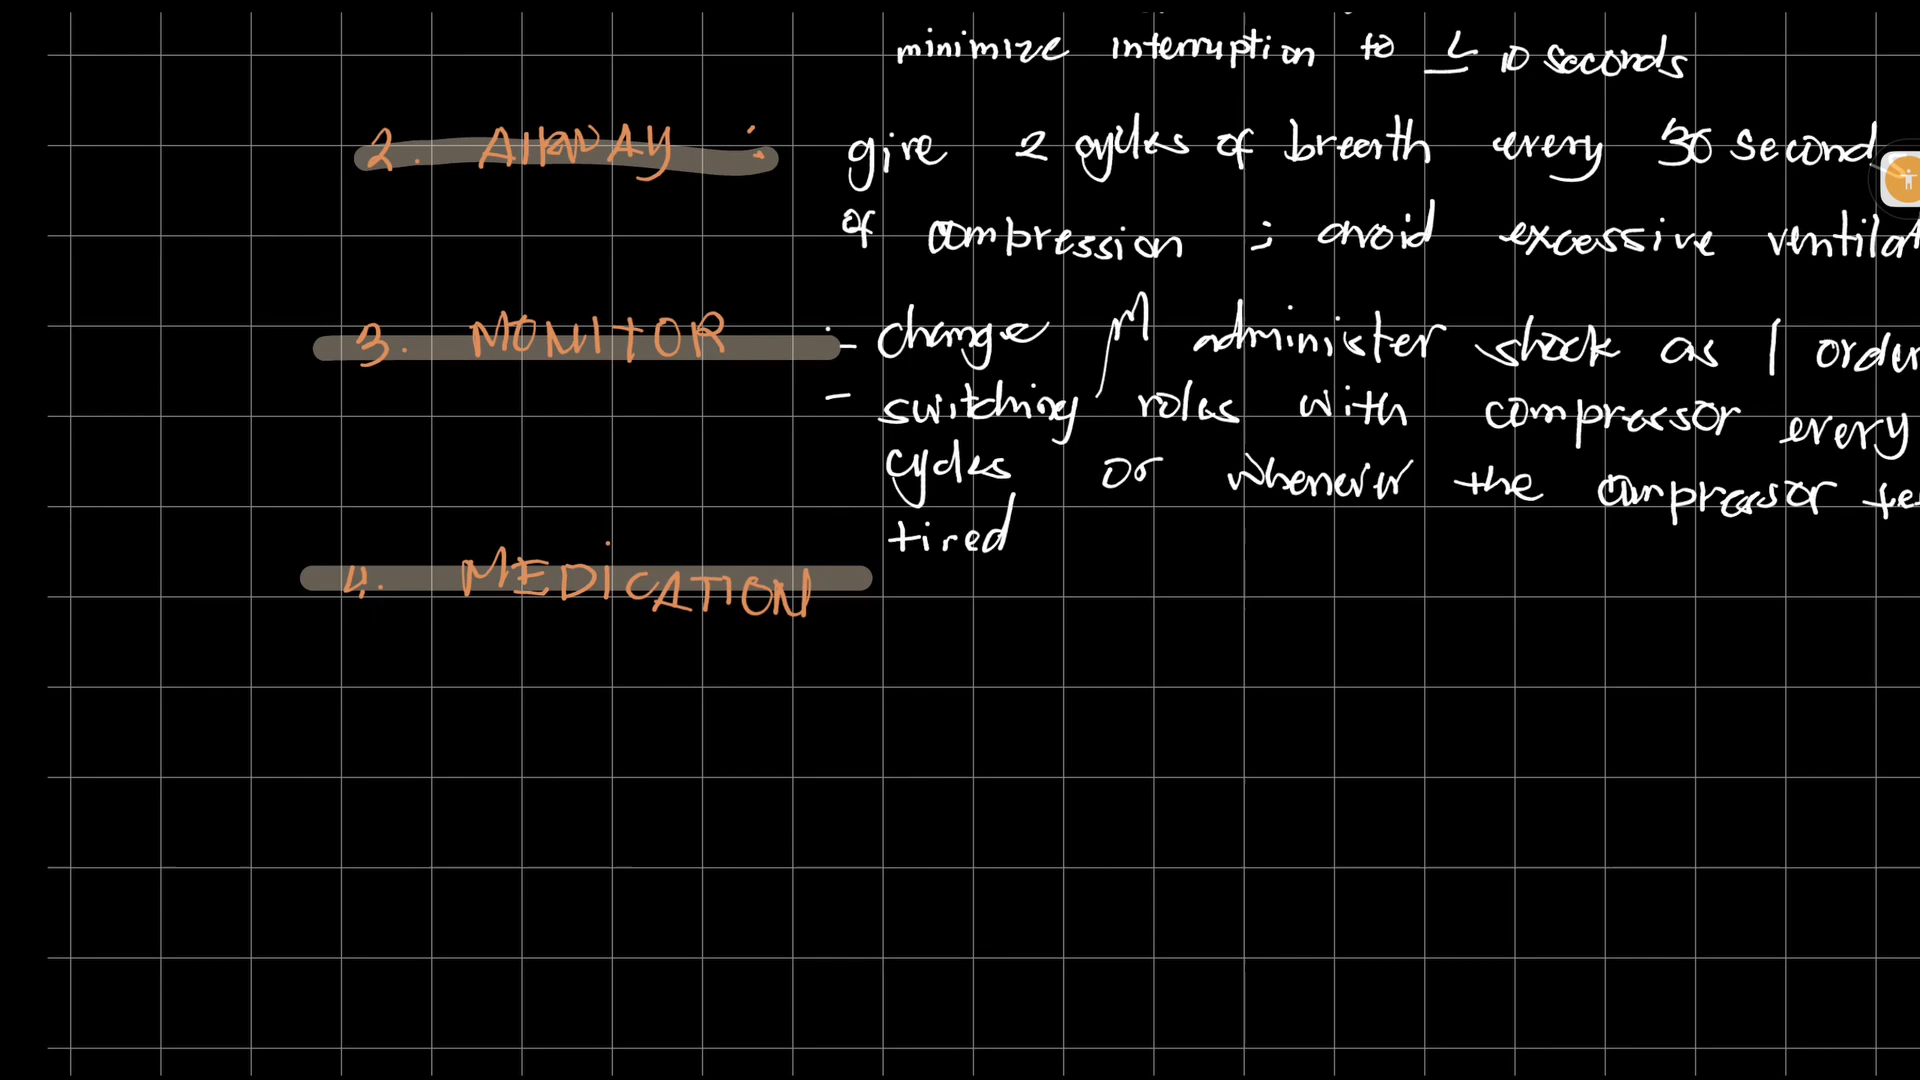 minimize interruption to ≤ 10 seconds
2. AIRWAY :
give 2 cycles of breath every 30 second
of compression ; avoid excessive ventilat
3. MONITOR
- change / administer shock as / order
- switching roles with compressor every
cycles or whenever the compressor fe
tired
4. MEDICATION